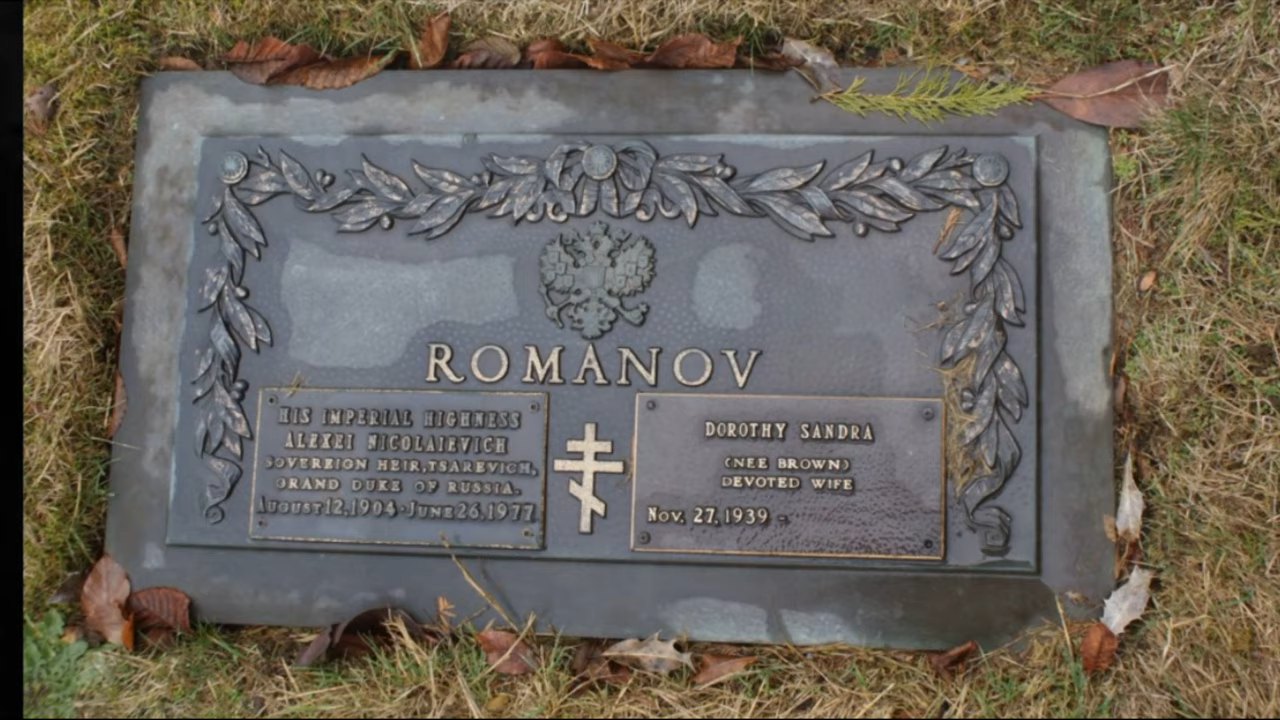 ROMANOV
HIS IMPERIAL HIGHNESS
ALEXEI NICOLAIEVICH
SOVEREIGN HEIR, TSAREVICH,
GRAND DUKE OF RUSSIA.
AUGUST 12, 1904 - JUNE 26, 1977
DOROTHY SANDRA
(NEE BROWN)
DEVOTED WIFE
NOV. 27, 1939 -